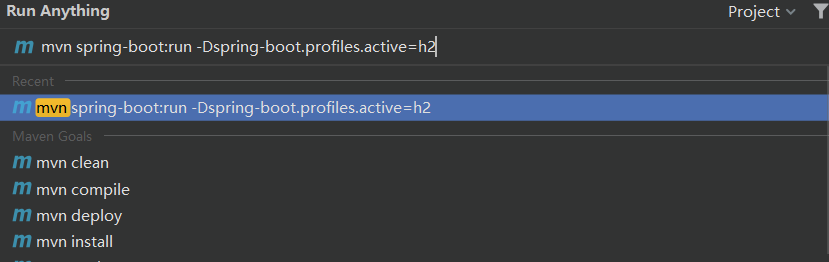 Run Anything Project
m mvn spring-boot:run -Dspring-boot.profiles.active=h2
Recent
m mvn spring-boot:run -Dspring-boot.profiles.active=h2
Maven Goals
m mvn clean
m mvn compile
m mvn deploy
m mvn install